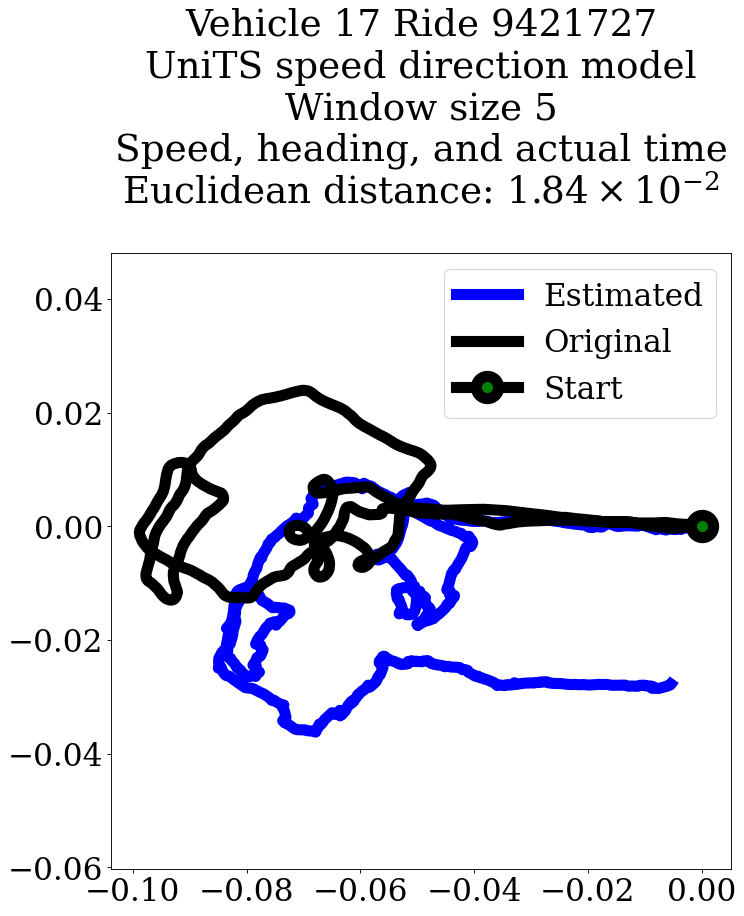 Vehicle 17 Ride 9421727
UniTS speed direction model
Window size 5
Speed, heading, and actual time
Euclidean distance: 1.84 × 10⁻²
Estimated
Original
Start
0.04
0.02
0.00
−0.02
−0.04
−0.06
−0.10 −0.08 −0.06 −0.04 −0.02 0.00